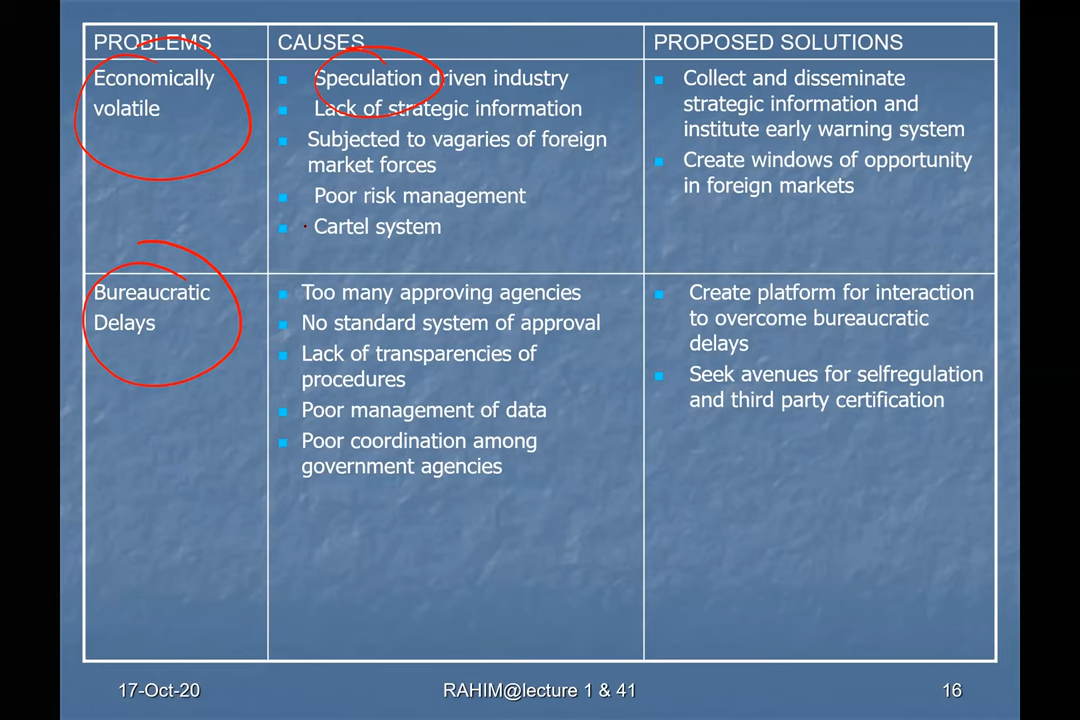 PROBLEMS
CAUSES
PROPOSED SOLUTIONS
Economically
volatile
Speculation driven industry
Lack of strategic information
Subjected to vagaries of foreign
market forces
Poor risk management
Cartel system
Collect and disseminate
strategic information and
institute early warning system
Create windows of opportunity
in foreign markets
Bureaucratic
Delays
Too many approving agencies
No standard system of approval
Lack of transparencies of
procedures
Poor management of data
Poor coordination among
government agencies
Create platform for interaction
to overcome bureaucratic
delays
Seek avenues for selfregulation
and third party certification
17-Oct-20
RAHIM@lecture 1 & 41
16